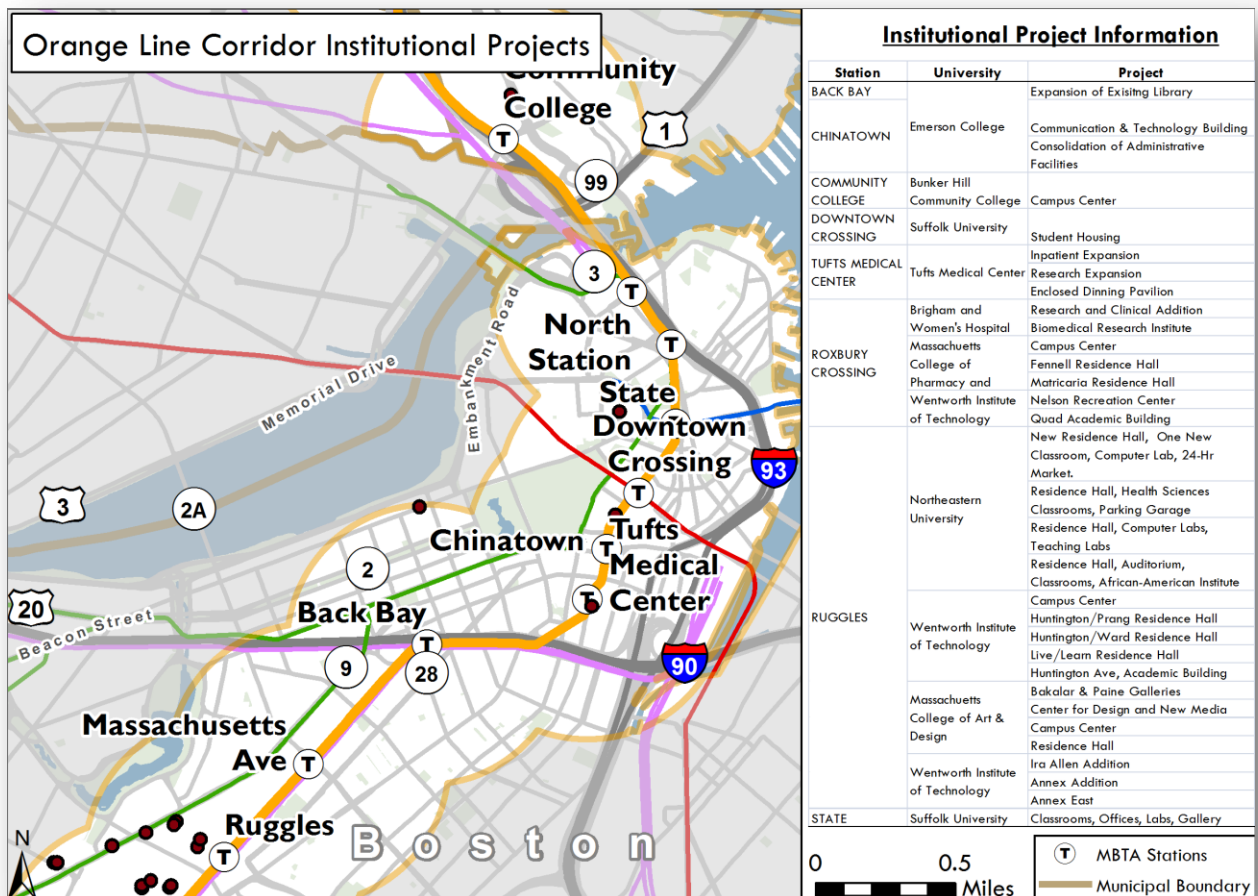 Orange Line Corridor Institutional Projects
Community
College
T
1
99
3
T
North
Station
T
Embankment Road
Memorial Drive
State
Downtown
Crossing
T
93
3
2A
T
Chinatown
T
Tufts
Medical
Center
T
2
20
Beacon Street
Back Bay
T
9
28
90
Massachusetts
Ave
T
Ruggles
T
Boston
N
Institutional Project Information
Station University Project
BACK BAY
Emerson College
Expansion of Exisitng Library
CHINATOWN
Communication & Technology Building
Consolidation of Administrative
Facilities
COMMUNITY
COLLEGE
Bunker Hill
Community College
Campus Center
DOWNTOWN
CROSSING
Suffolk University
Student Housing
TUFTS MEDICAL
CENTER
Tufts Medical Center
Inpatient Expansion
Research Expansion
Enclosed Dinning Pavilion
ROXBURY
CROSSING
Brigham and
Women's Hospital
Research and Clinical Addition
Biomedical Research Institute
Massachusetts
College of
Pharmacy and
Campus Center
Fennell Residence Hall
Matricaria Residence Hall
Wentworth Institute
of Technology
Nelson Recreation Center
Quad Academic Building
RUGGLES
Northeastern
University
New Residence Hall, One New
Classroom, Computer Lab, 24-Hr
Market.
Residence Hall, Health Sciences
Classrooms, Parking Garage
Residence Hall, Computer Labs,
Teaching Labs
Residence Hall, Auditorium,
Classrooms, African-American Institute
Wentworth Institute
of Technology
Campus Center
Huntington/Prang Residence Hall
Huntington/Ward Residence Hall
Live/Learn Residence Hall
Huntington Ave, Academic Building
Massachusetts
College of Art &
Design
Bakalar & Paine Galleries
Center for Design and New Media
Campus Center
Residence Hall
Wentworth Institute
of Technology
Ira Allen Addition
Annex Addition
Annex East
STATE
Suffolk University
Classrooms, Offices, Labs, Gallery
0 0.5
Miles
T MBTA Stations
Municipal Boundary